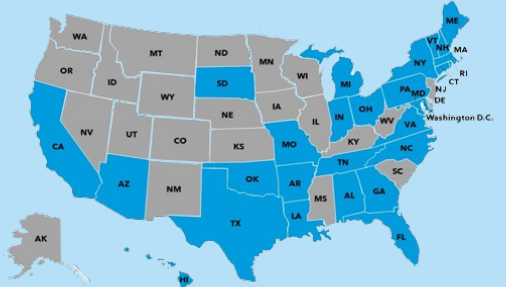 ME
WA
VT
NH
MT
ND
MA
MN
OR
NY
ID
WI
SD
MI
RI
CT
WY
PA
NJ
MD
IA
NE
DE
OH
IN
NV
IL
Washington D.C.
UT
WV
VA
CO
KS
MO
KY
CA
NC
TN
OK
SC
AZ
AR
NM
MS
AL
GA
LA
TX
AK
FL
HI